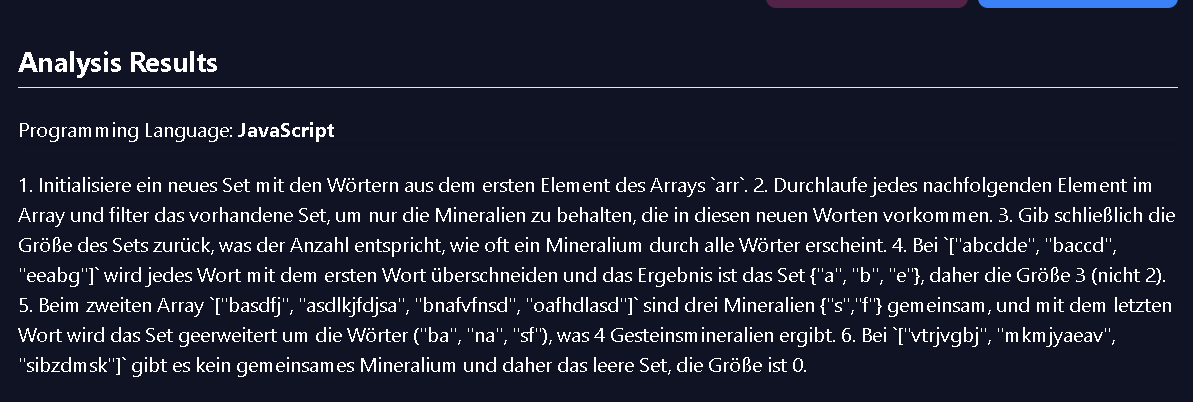 Analysis Results
Programming Language: JavaScript
1. Initialisiere ein neues Set mit den Wörtern aus dem ersten Element des Arrays `arr`. 2. Durchlaufe jedes nachfolgenden Element im
Array und filter das vorhandene Set, um nur die Mineralien zu behalten, die in diesen neuen Worten vorkommen. 3. Gib schließlich die
Größe des Sets zurück, was der Anzahl entspricht, wie oft ein Mineralium durch alle Wörter erscheint. 4. Bei `["abcdde", "baccd",
"eeabg"]` wird jedes Wort mit dem ersten Wort überschneiden und das Ergebnis ist das Set {"a", "b", "e"}, daher die Größe 3 (nicht 2).
5. Beim zweiten Array `["basdfj", "asdlkjfdjsa", "bnafvfnsd", "oafhdlasd"]` sind drei Mineralien {"s","f"} gemeinsam, und mit dem letzten
Wort wird das Set geerweitert um die Wörter ("ba", "na", "sf"), was 4 Gesteinsmineralien ergibt. 6. Bei `["vtrjvgbj", "mkmjyaeav",
"sibzdmsk"]` gibt es kein gemeinsames Mineralium und daher das leere Set, die Größe ist 0.